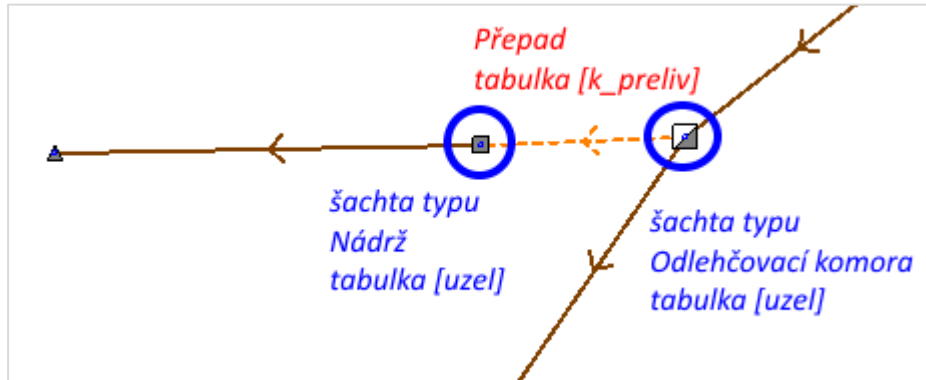 Přepad
tabulka [k_preliv]
šachta typu
Nádrž
tabulka [uzel]
šachta typu
Odlehčovací komora
tabulka [uzel]